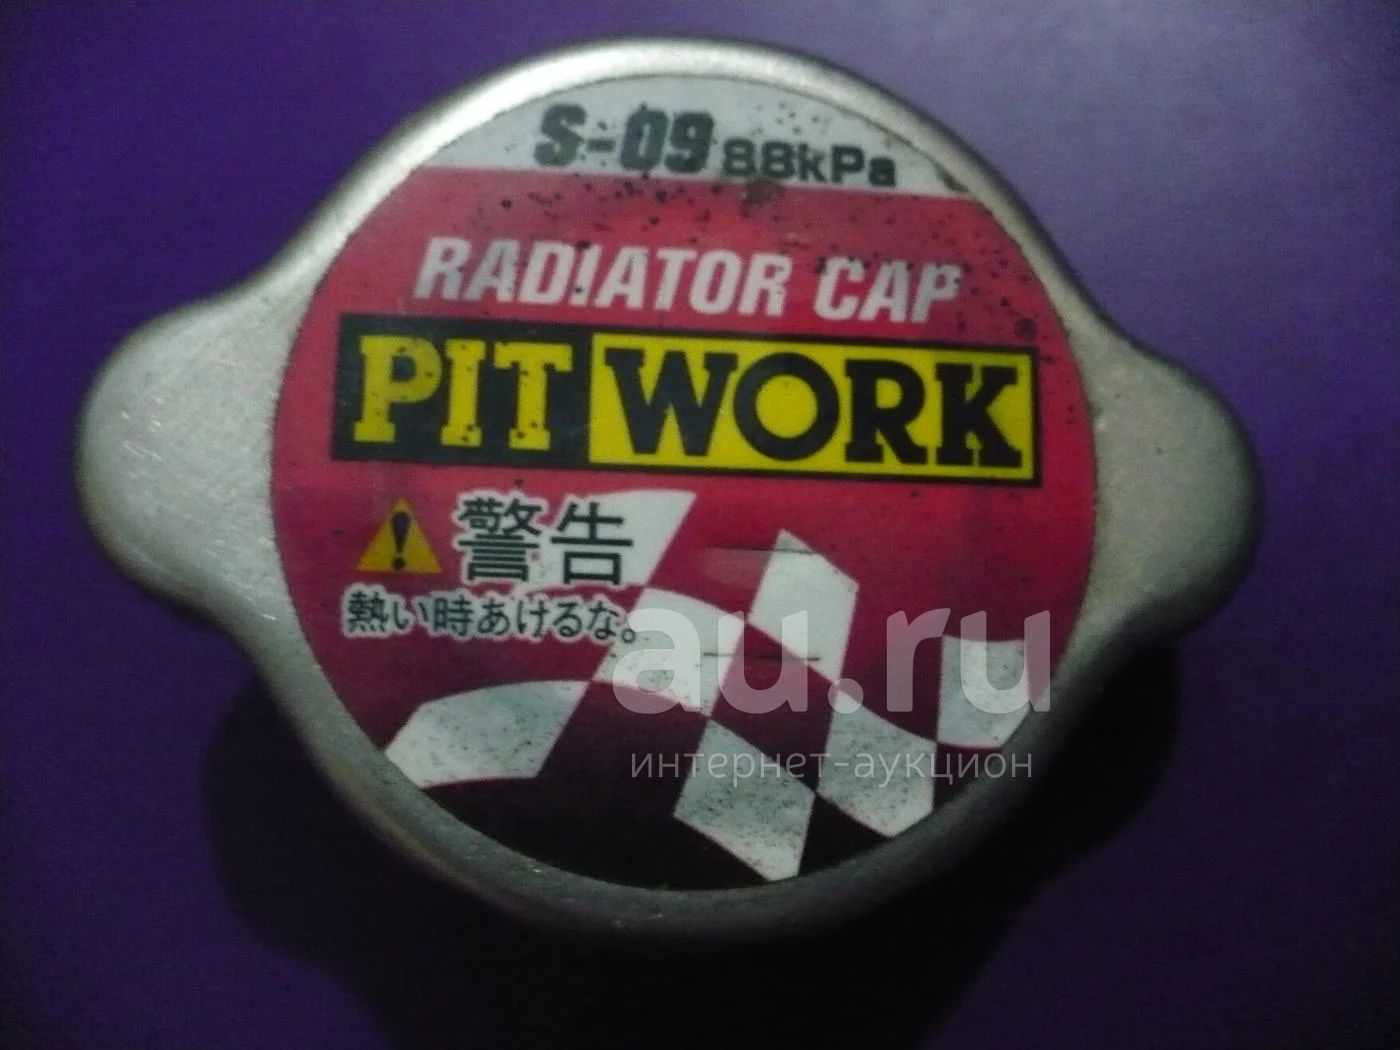 S-09 88kPa
RADIATOR CAP
PIT WORK ®
! 警告
熱い時あけるな。
au.ru
интернет-аукцион